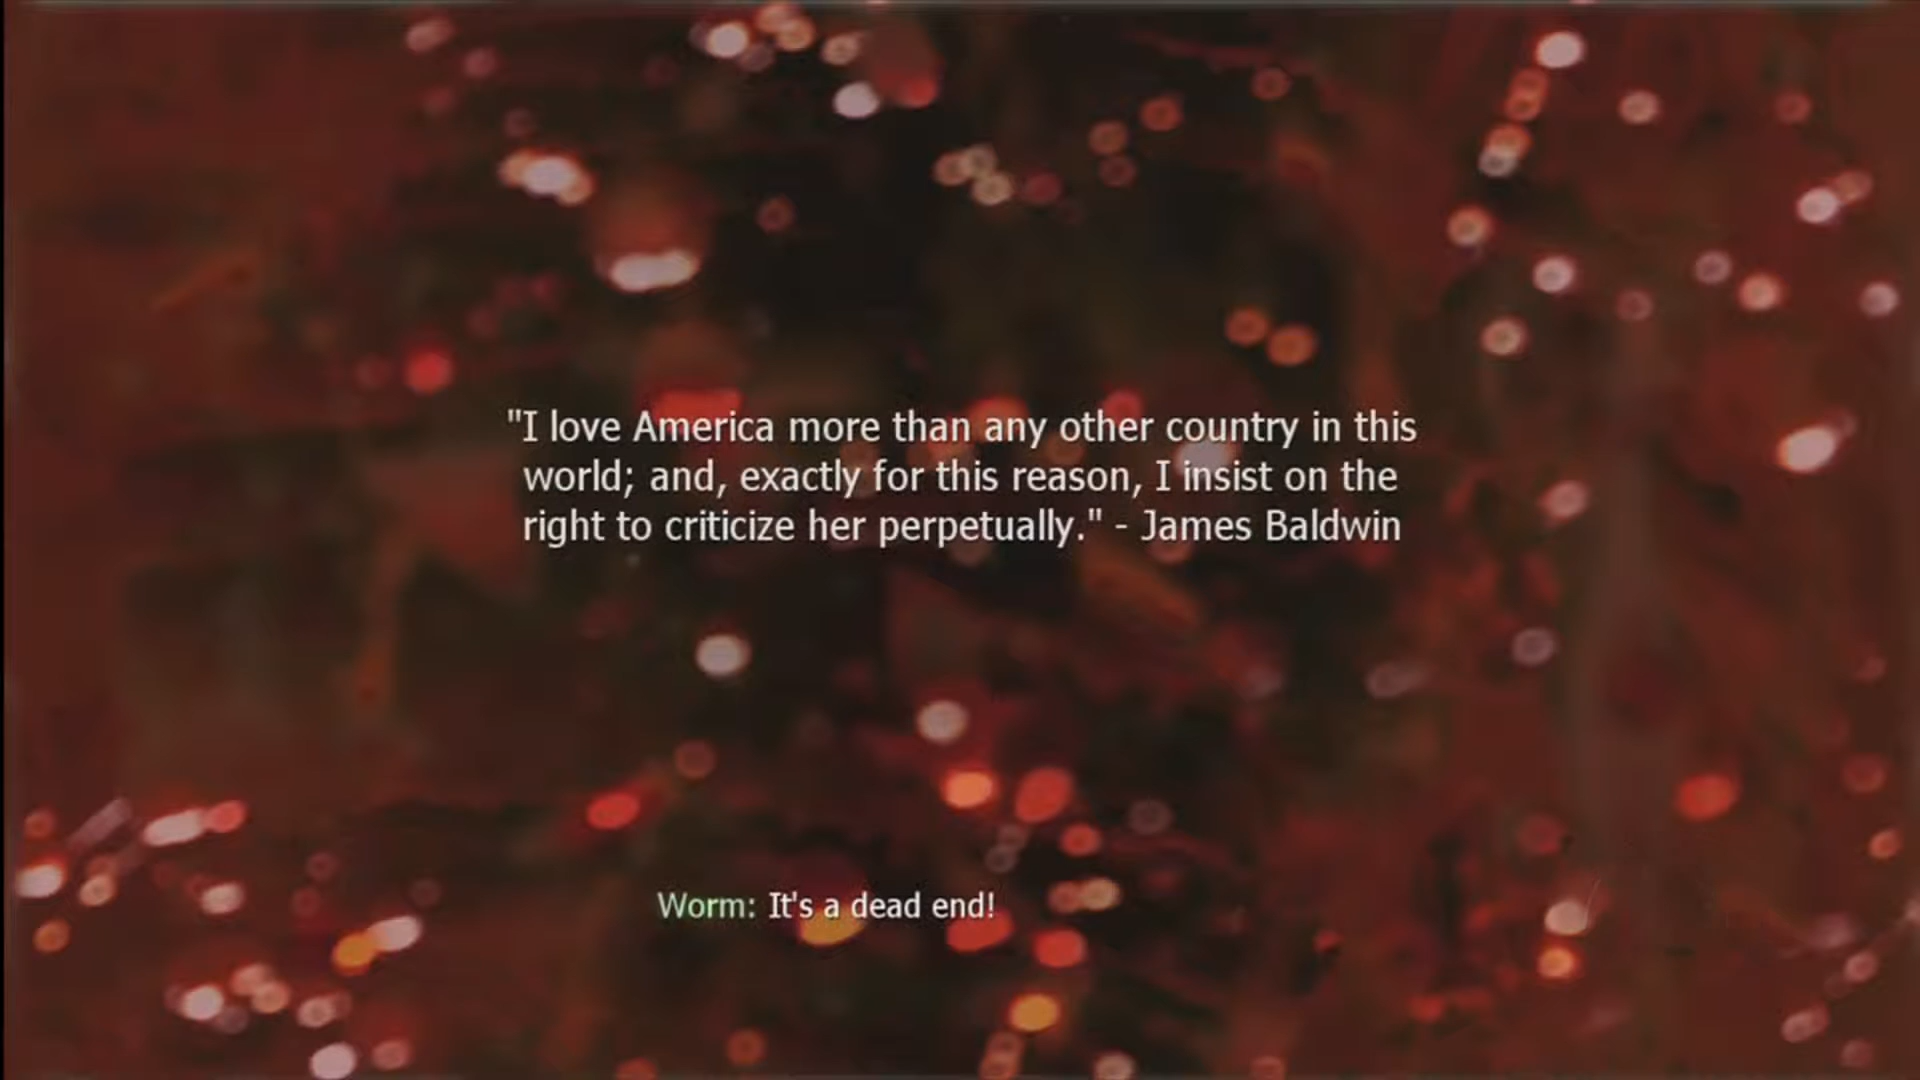 "I love America more than any other country in this
world; and, exactly for this reason, I insist on the
right to criticize her perpetually." - James Baldwin
Worm: It's a dead end!